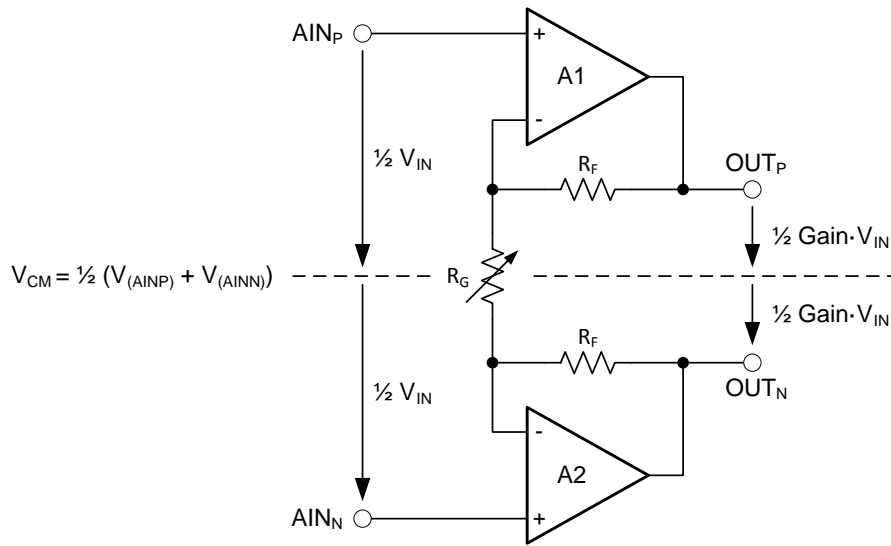 AINP
+
A1
-
½ VIN
RF
OUTP
½ Gain·VIN
VCM = ½ (V(AINP) + V(AINN))
RG
½ Gain·VIN
RF
OUTN
½ VIN
-
A2
AINN
+